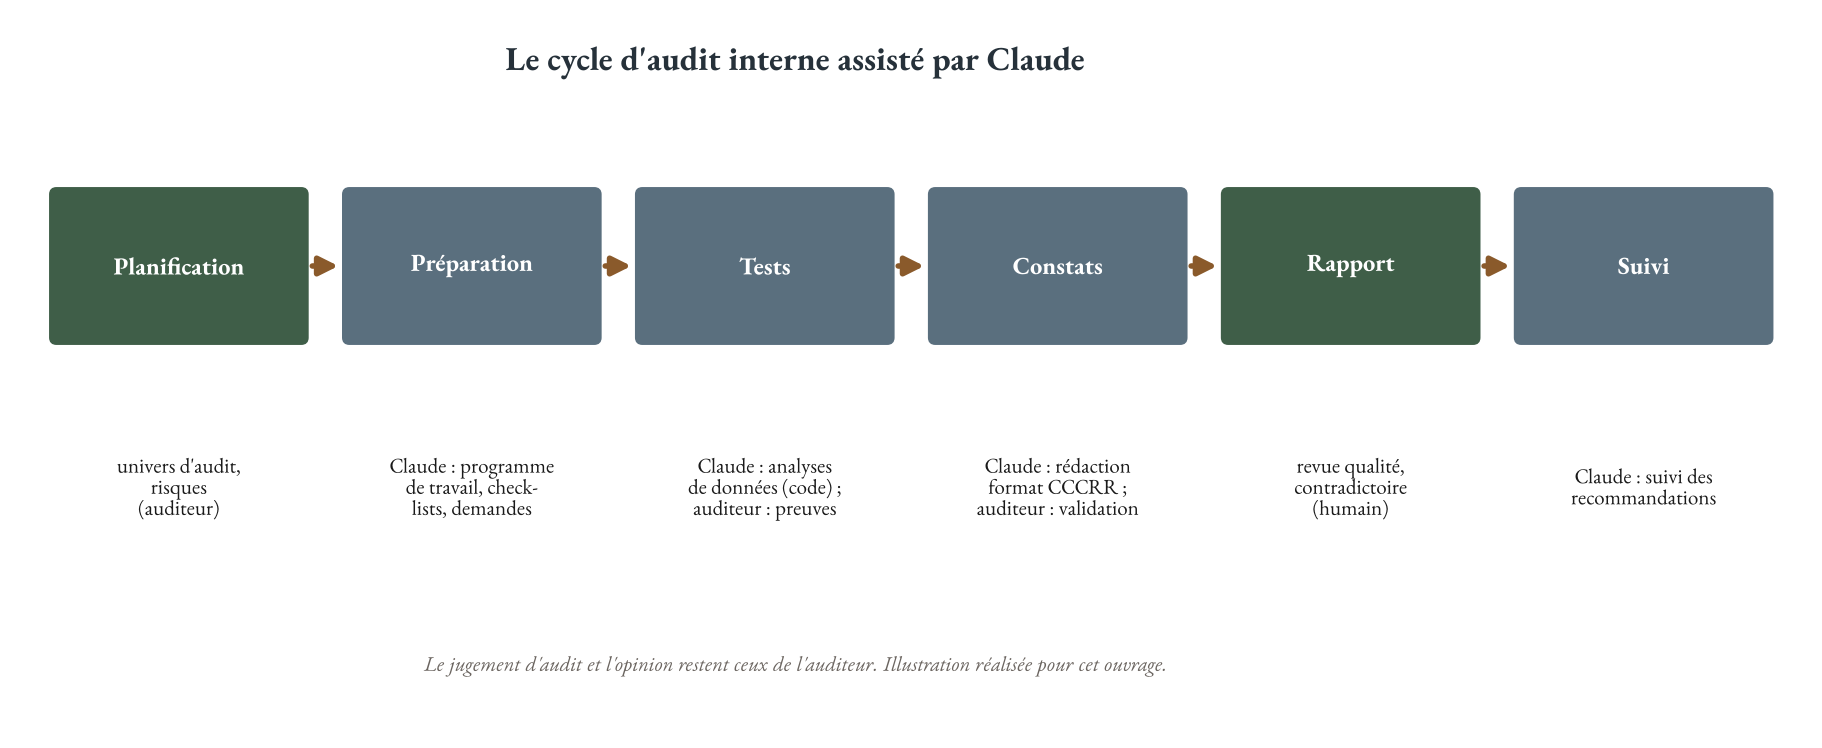 Le cycle d'audit interne assisté par Claude
Planification
Préparation
Tests
Constats
Rapport
Suivi
univers d'audit,
risques
(auditeur)
Claude : programme
de travail, check-
lists, demandes
Claude : analyses
de données (code) ;
auditeur : preuves
Claude : rédaction
format CCCRR ;
auditeur : validation
revue qualité,
contradictoire
(humain)
Claude : suivi des
recommandations
Le jugement d'audit et l'opinion restent ceux de l'auditeur. Illustration réalisée pour cet ouvrage.